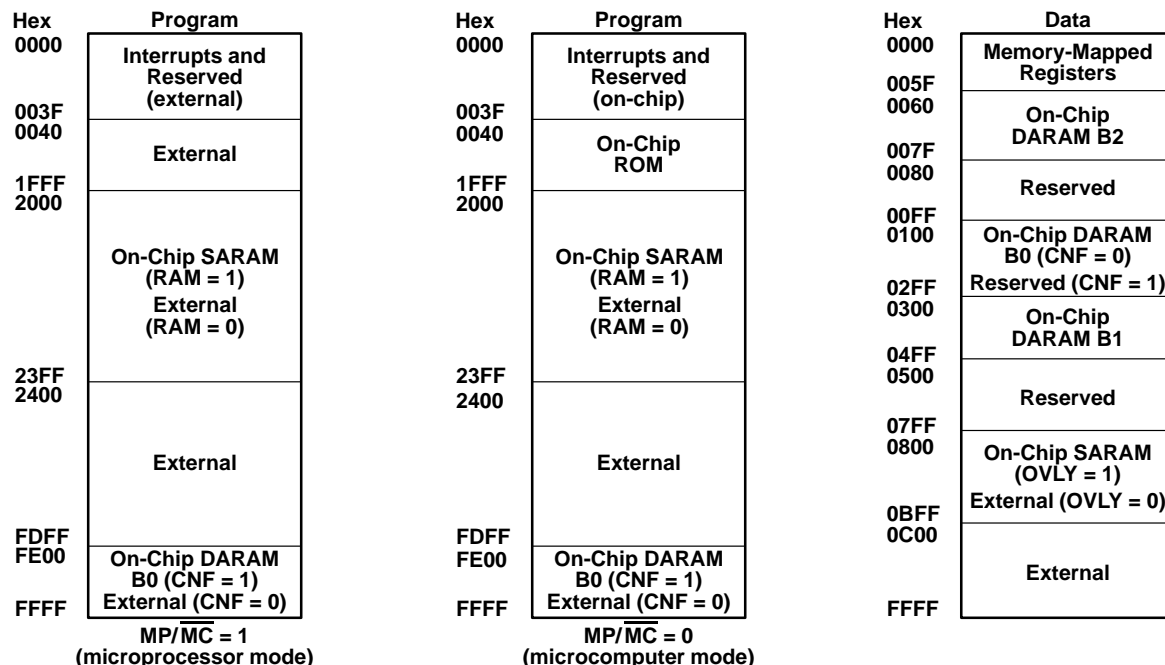 Hex
Program
0000
Interrupts and
Reserved
(external)
003F
0040
External
1FFF
2000
On-Chip SARAM
(RAM = 1)
External
(RAM = 0)
23FF
2400
External
FDFF
FE00
On-Chip DARAM
B0 (CNF = 1)
External (CNF = 0)
FFFF
MP/M̅C̅ = 1
(microprocessor mode)
Hex
Program
0000
Interrupts and
Reserved
(on-chip)
003F
0040
On-Chip
ROM
1FFF
2000
On-Chip SARAM
(RAM = 1)
External
(RAM = 0)
23FF
2400
External
FDFF
FE00
On-Chip DARAM
B0 (CNF = 1)
External (CNF = 0)
FFFF
MP/M̅C̅ = 0
(microcomputer mode)
Hex
Data
0000
Memory-Mapped
Registers
005F
0060
On-Chip
DARAM B2
007F
0080
Reserved
00FF
0100
On-Chip DARAM
B0 (CNF = 0)
Reserved (CNF = 1)
02FF
0300
On-Chip
DARAM B1
04FF
0500
Reserved
07FF
0800
On-Chip SARAM
(OVLY = 1)
External (OVLY = 0)
0BFF
0C00
External
FFFF